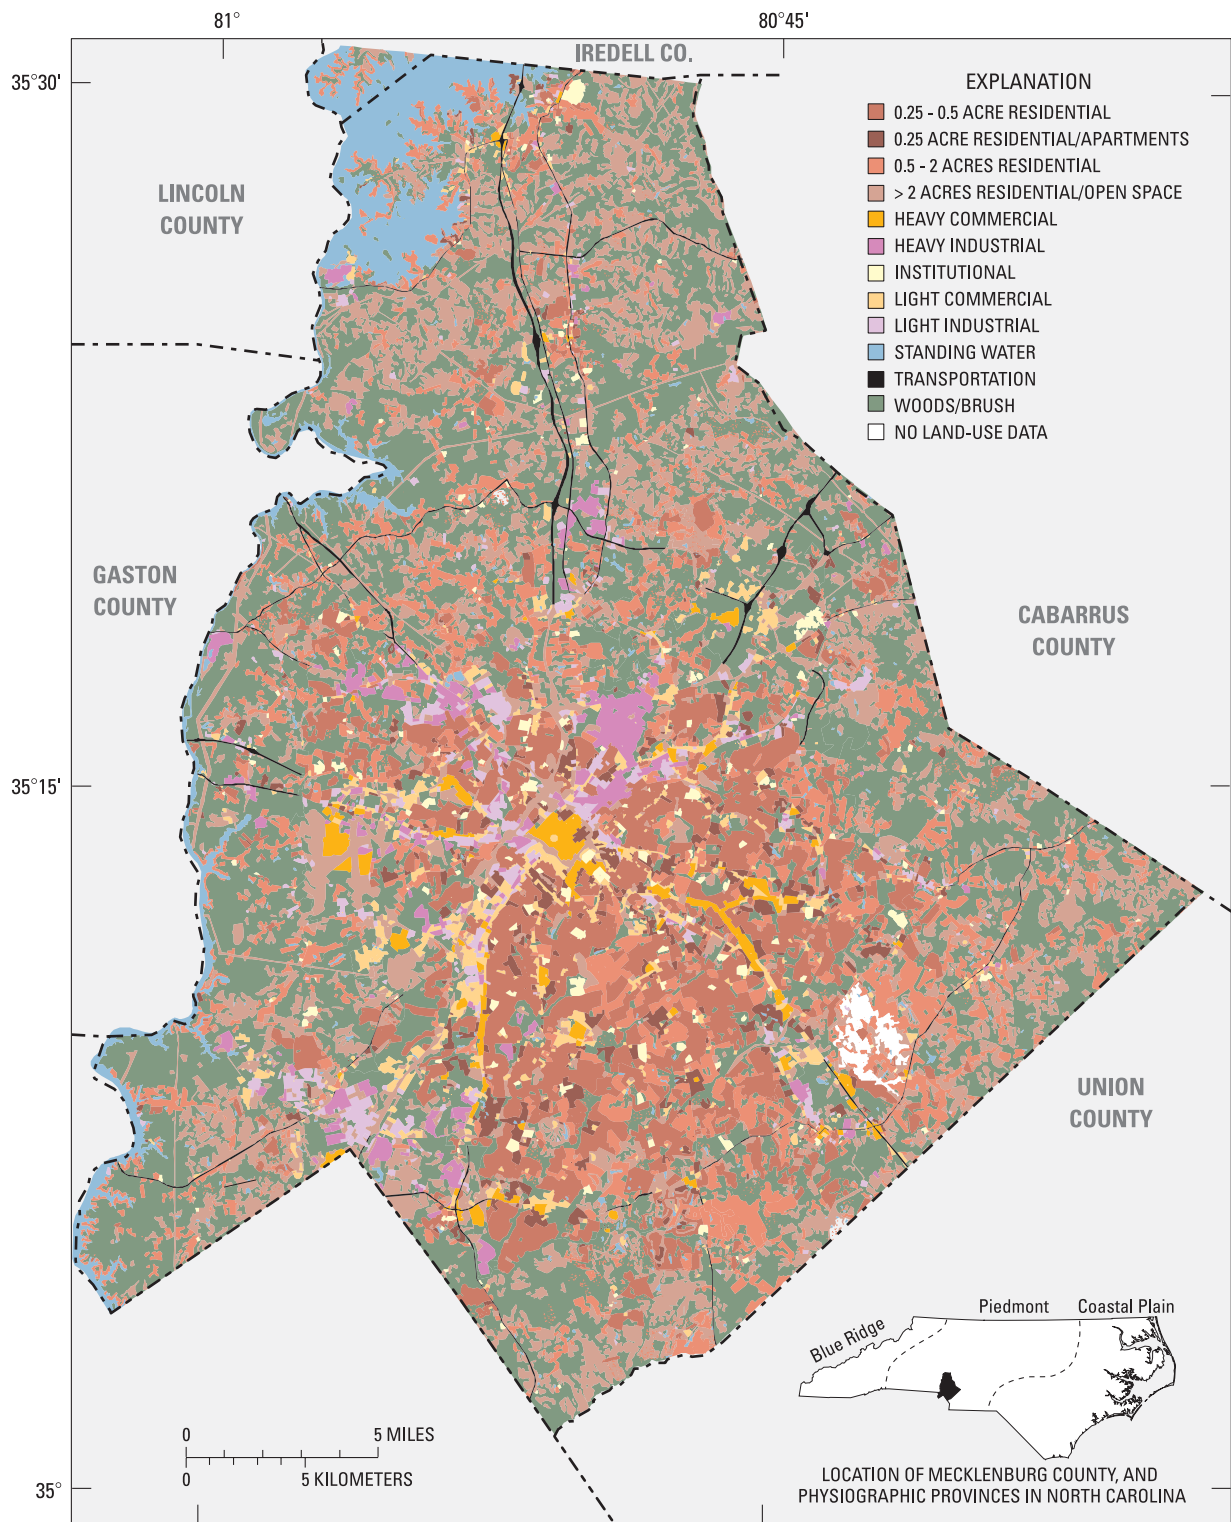 81°
80°45'
IREDELL CO.
35°30'
EXPLANATION
0.25 - 0.5 ACRE RESIDENTIAL
0.25 ACRE RESIDENTIAL/APARTMENTS
0.5 - 2 ACRES RESIDENTIAL
> 2 ACRES RESIDENTIAL/OPEN SPACE
HEAVY COMMERCIAL
HEAVY INDUSTRIAL
INSTITUTIONAL
LIGHT COMMERCIAL
LIGHT INDUSTRIAL
STANDING WATER
TRANSPORTATION
WOODS/BRUSH
NO LAND-USE DATA
LINCOLN
COUNTY
GASTON
COUNTY
CABARRUS
COUNTY
35°15'
UNION
COUNTY
Piedmont
Coastal Plain
Blue Ridge
0
5 MILES
0
5 KILOMETERS
35°
LOCATION OF MECKLENBURG COUNTY, AND
PHYSIOGRAPHIC PROVINCES IN NORTH CAROLINA